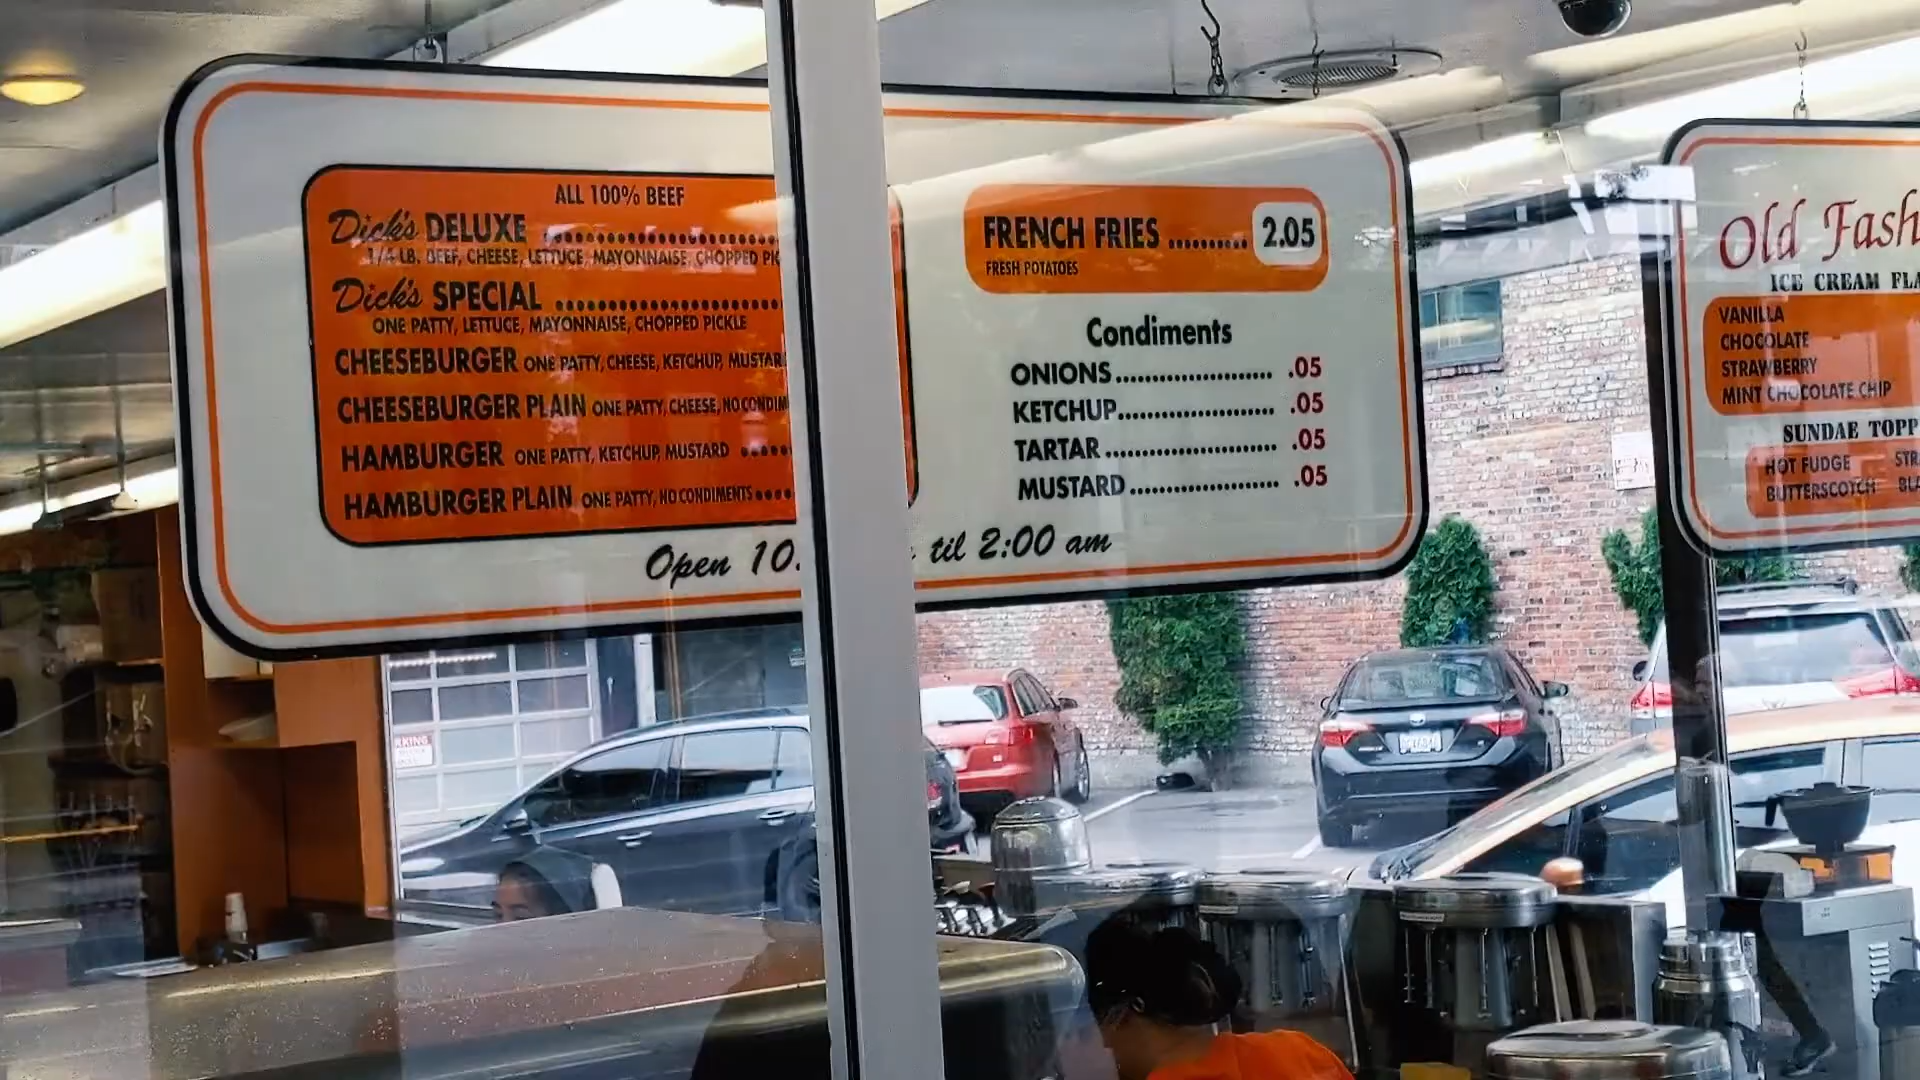 ALL 100% BEEF
Dick's DELUXE
1/4 LB. BEEF, CHEESE, LETTUCE, MAYONNAISE, CHOPPED
Dick's SPECIAL
ONE PATTY, LETTUCE, MAYONNAISE, CHOPPED PICKLE
CHEESEBURGER ONE PATTY, CHEESE, KETCHUP,
CHEESEBURGER PLAIN ONE PATTY, CHEESE, NO
HAMBURGER ONE PATTY, KETCHUP, MUSTARD
HAMBURGER PLAIN ONE PATTY, NO CONDIMENTS
FRENCH FRIES .......... 2.05
FRESH POTATOES
Condiments
ONIONS .05
KETCHUP .05
TARTAR .05
MUSTARD .05
Open 10 til 2:00 am
Old
ICE CREAM
VANILLA
CHOCOLATE
STRAWBERRY
MINT CHOCOLATE CHIP
SUNDAE
HOT FUDGE
BUTTERSCOTCH